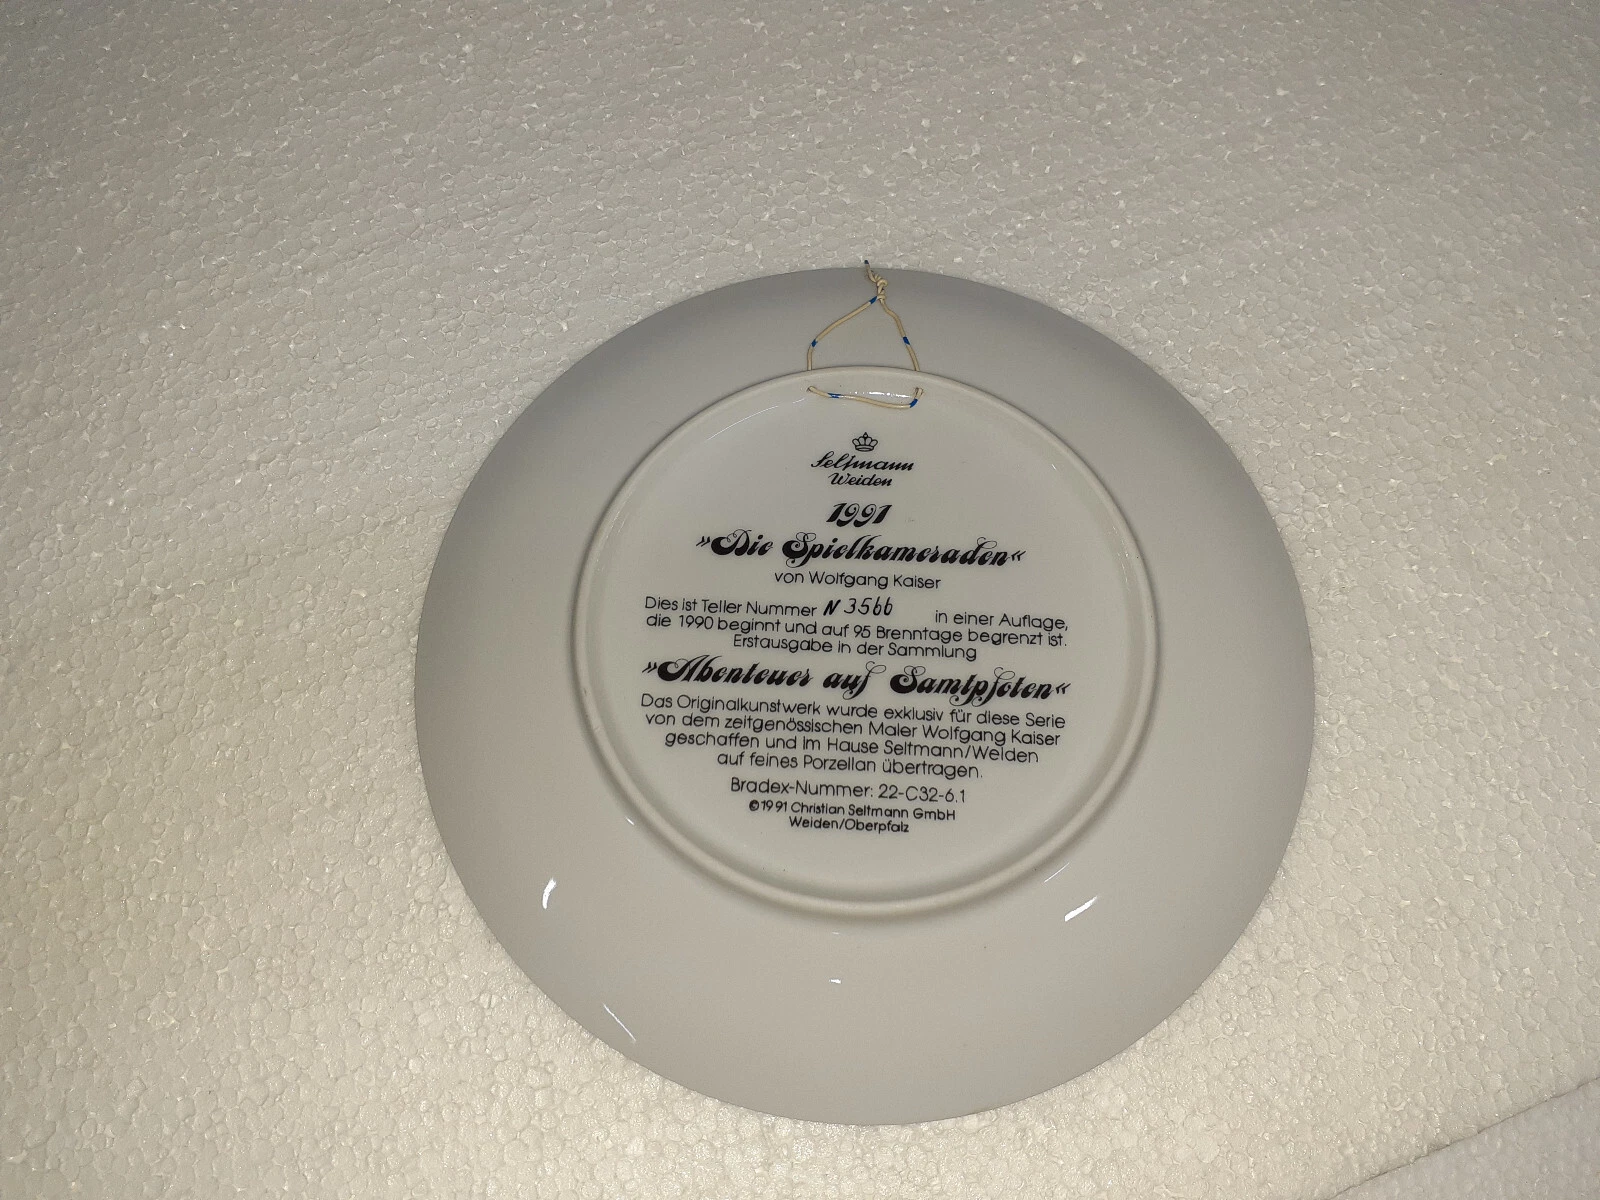 Seltmann
Weiden
1991
»Die Spielkameraden«
von Wolfgang Kaiser
Dies ist Teller Nummer N 3566 in einer Auflage,
die 1990 beginnt und auf 95 Brenntage begrenzt ist.
Erstausgabe in der Sammlung
»Abenteuer auf Samtpfoten«
Das Originalkunstwerk wurde exklusiv für diese Serie
von dem zeitgenössischen Maler Wolfgang Kaiser
geschaffen und im Hause Seltmann/Weiden
auf feines Porzellan übertragen.
Bradex-Nummer: 22-C32-6.1
©1991 Christian Seltmann GmbH
Weiden/Oberpfalz